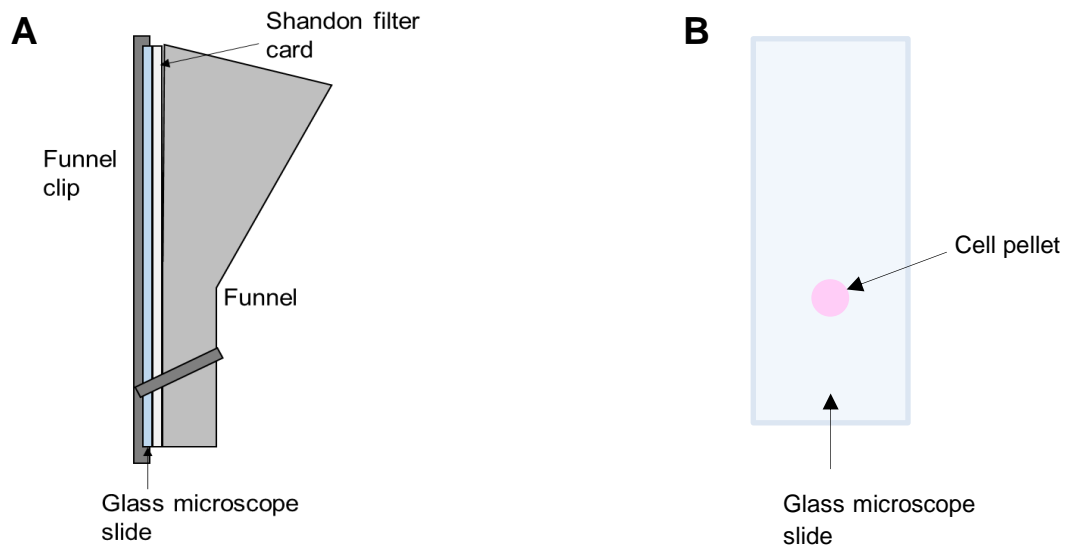 A
Shandon filter
card
Funnel
clip
Funnel
Glass microscope
slide
B
Cell pellet
Glass microscope
slide